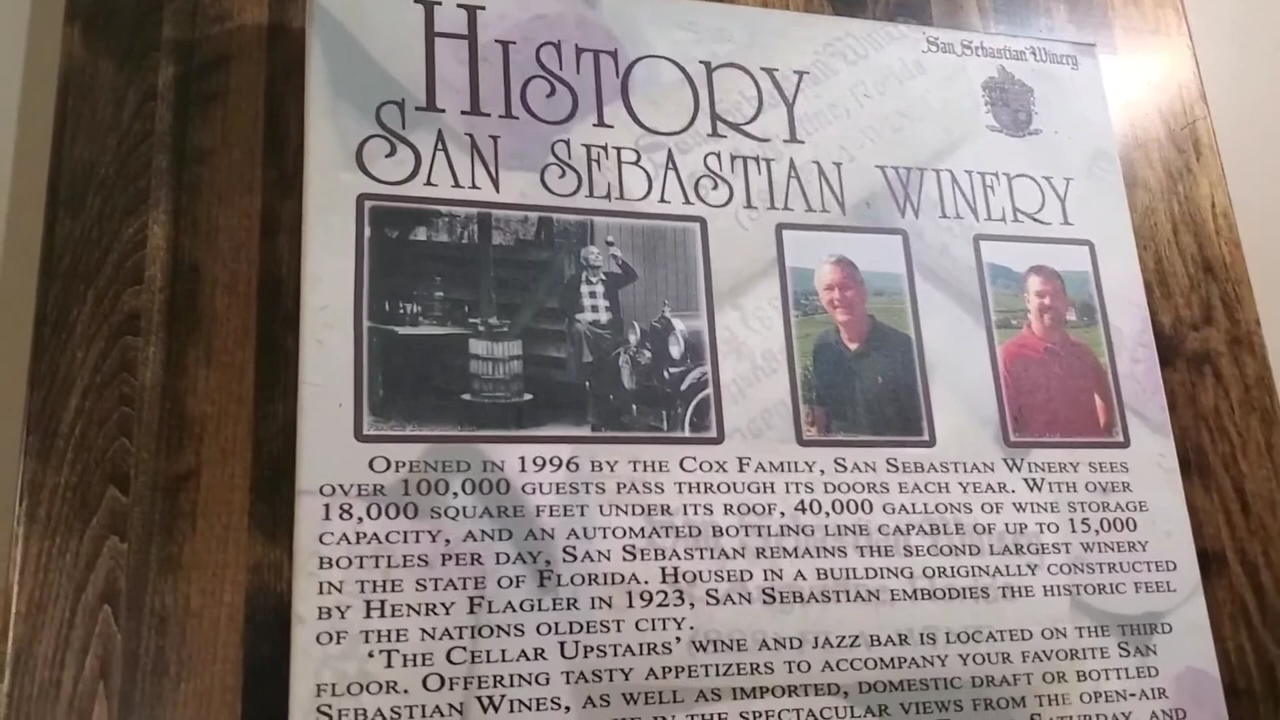 San Sebastian Winery
HISTORY
SAN SEBASTIAN WINERY
OPENED IN 1996 BY THE COX FAMILY, SAN SEBASTIAN WINERY SEES
OVER 100,000 GUESTS PASS THROUGH ITS DOORS EACH YEAR. WITH OVER
18,000 SQUARE FEET UNDER ITS ROOF, 40,000 GALLONS OF WINE STORAGE
CAPACITY, AND AN AUTOMATED BOTTLING LINE CAPABLE OF UP TO 15,000
BOTTLES PER DAY, SAN SEBASTIAN REMAINS THE SECOND LARGEST WINERY
IN THE STATE OF FLORIDA. HOUSED IN A BUILDING ORIGINALLY CONSTRUCTED
BY HENRY FLAGLER IN 1923, SAN SEBASTIAN EMBODIES THE HISTORIC FEEL
OF THE NATIONS OLDEST CITY.
'THE CELLAR UPSTAIRS' WINE AND JAZZ BAR IS LOCATED ON THE THIRD
FLOOR. OFFERING TASTY APPETIZERS TO ACCOMPANY YOUR FAVORITE SAN
SEBASTIAN WINES, AS WELL AS IMPORTED, DOMESTIC DRAFT OR BOTTLED
IN THE SPECTACULAR VIEWS FROM THE OPEN-AIR
SATURDAY, AND